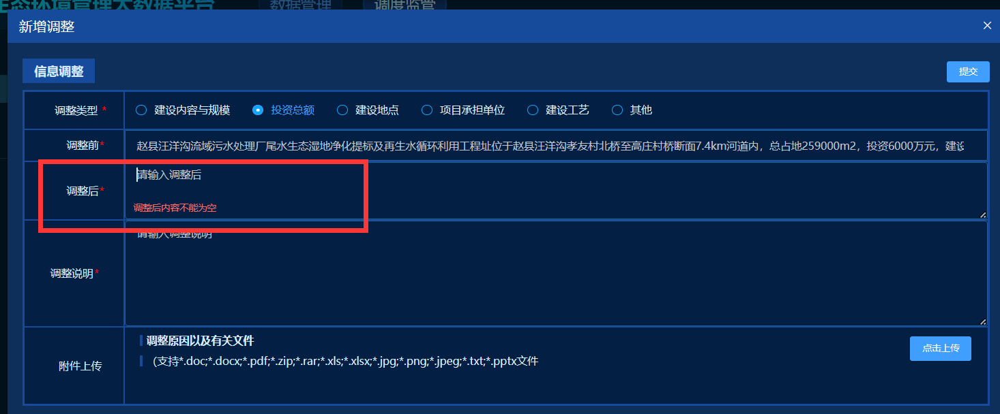 生态环境管理大数据平台 数据管理 调度监管
新增调整
信息调整 提交
调整类型 * 建设内容与规模 投资总额 建设地点 项目承担单位 建设工艺 其他
调整前* 赵县汪洋沟流域污水处理厂尾水生态湿地净化提标及再生水循环利用工程址位于赵县汪洋沟孝友村北桥至高庄村桥断面7.4km河道内，总占地259000m2，投资6000万元，建设
请输入调整后
调整后*
调整后内容不能为空
请输入调整说明
调整说明*
调整原因以及有关文件
点击上传
(支持*.doc;*.docx;*.pdf;*.zip;*.rar;*.xls;*.xlsx;*.jpg;*.png;*.jpeg;*.txt;*.pptx文件
附件上传